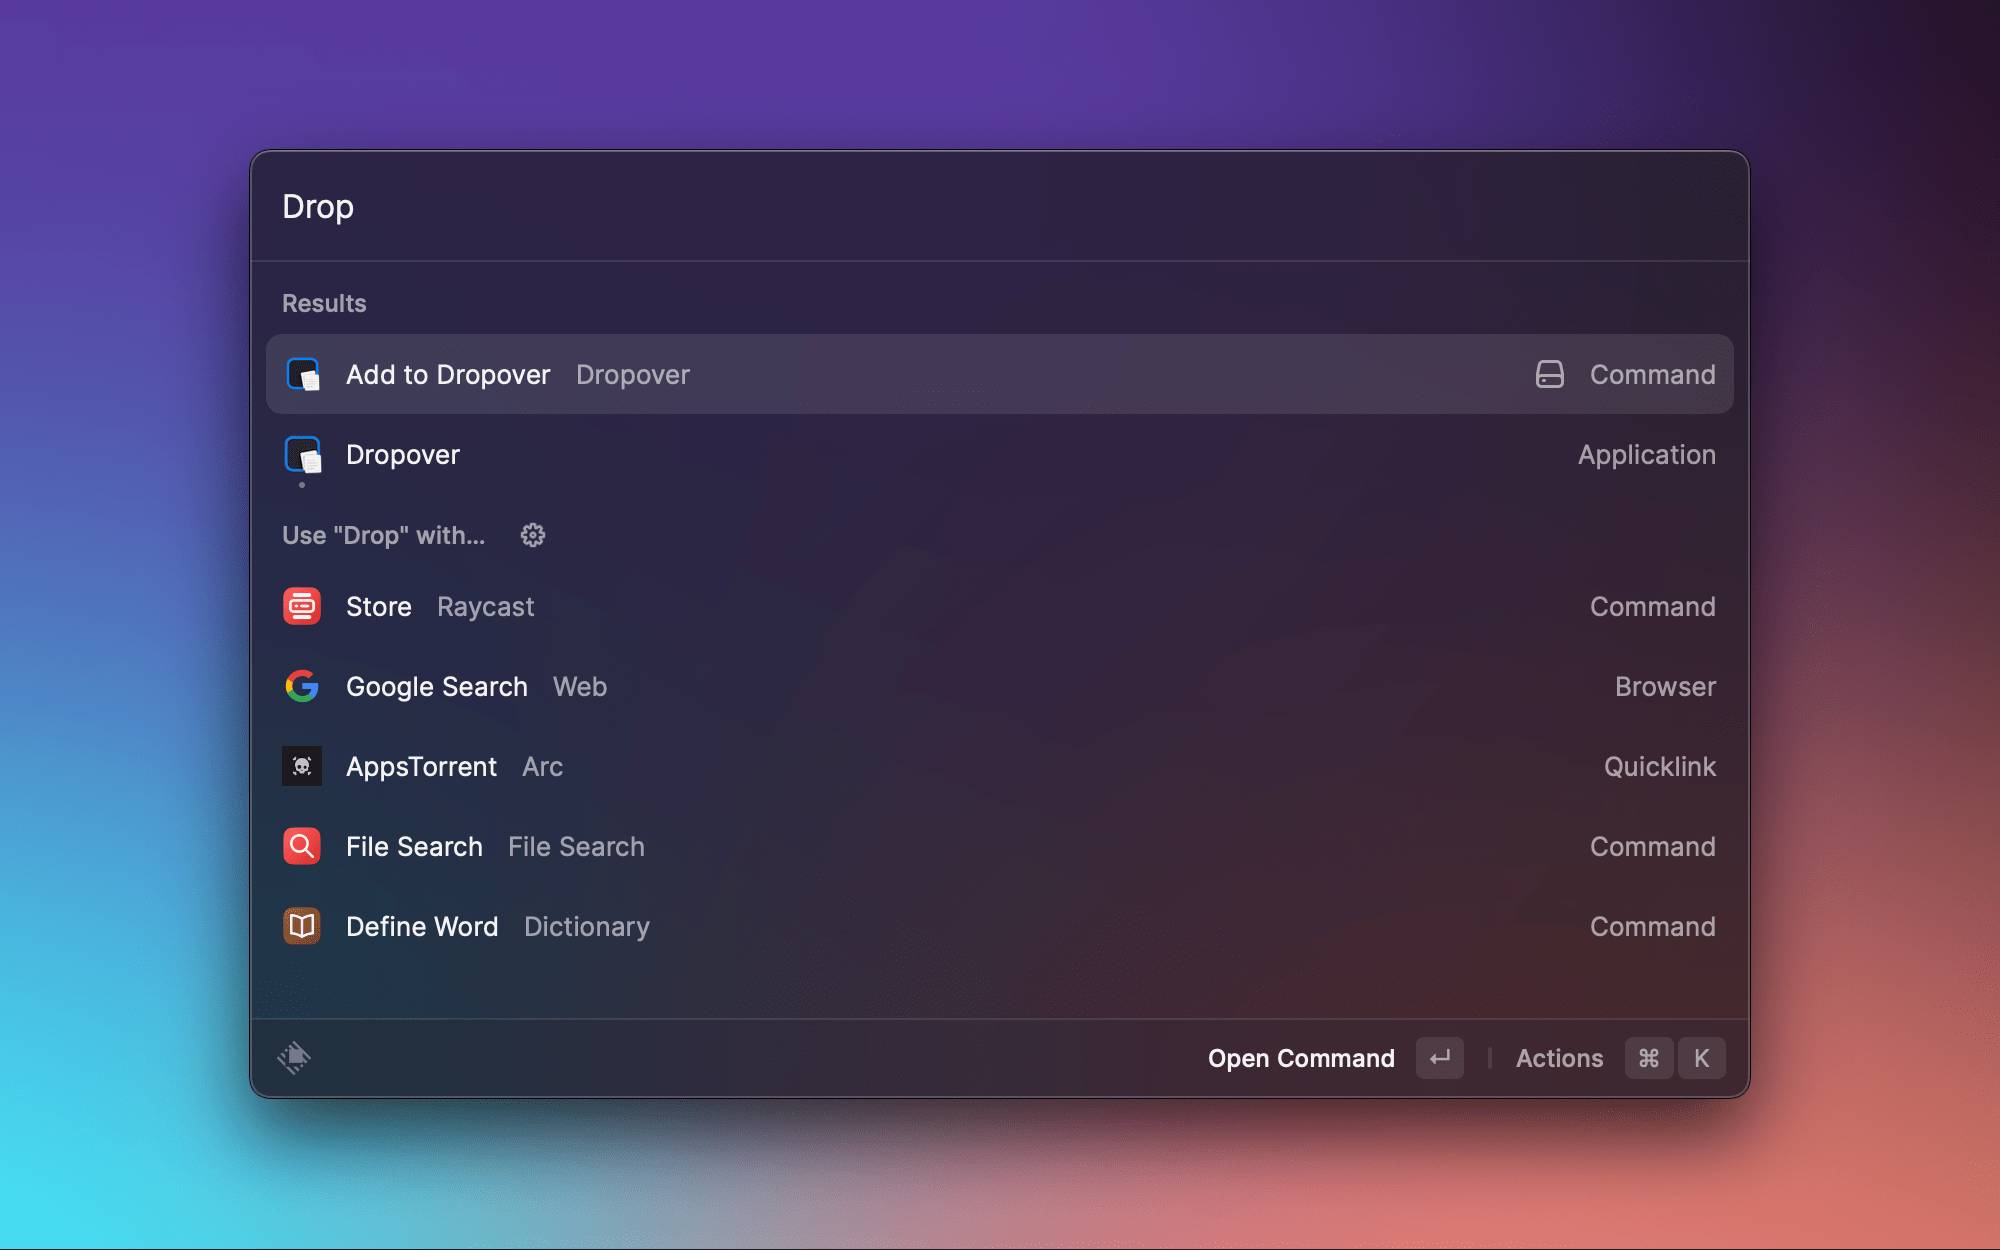 Drop
Results
Add to Dropover Dropover Command
Dropover Application
Use "Drop" with...
Store Raycast Command
Google Search Web Browser
AppsTorrent Arc Quicklink
File Search File Search Command
Define Word Dictionary Command
Open Command ↵ Actions ⌘ K